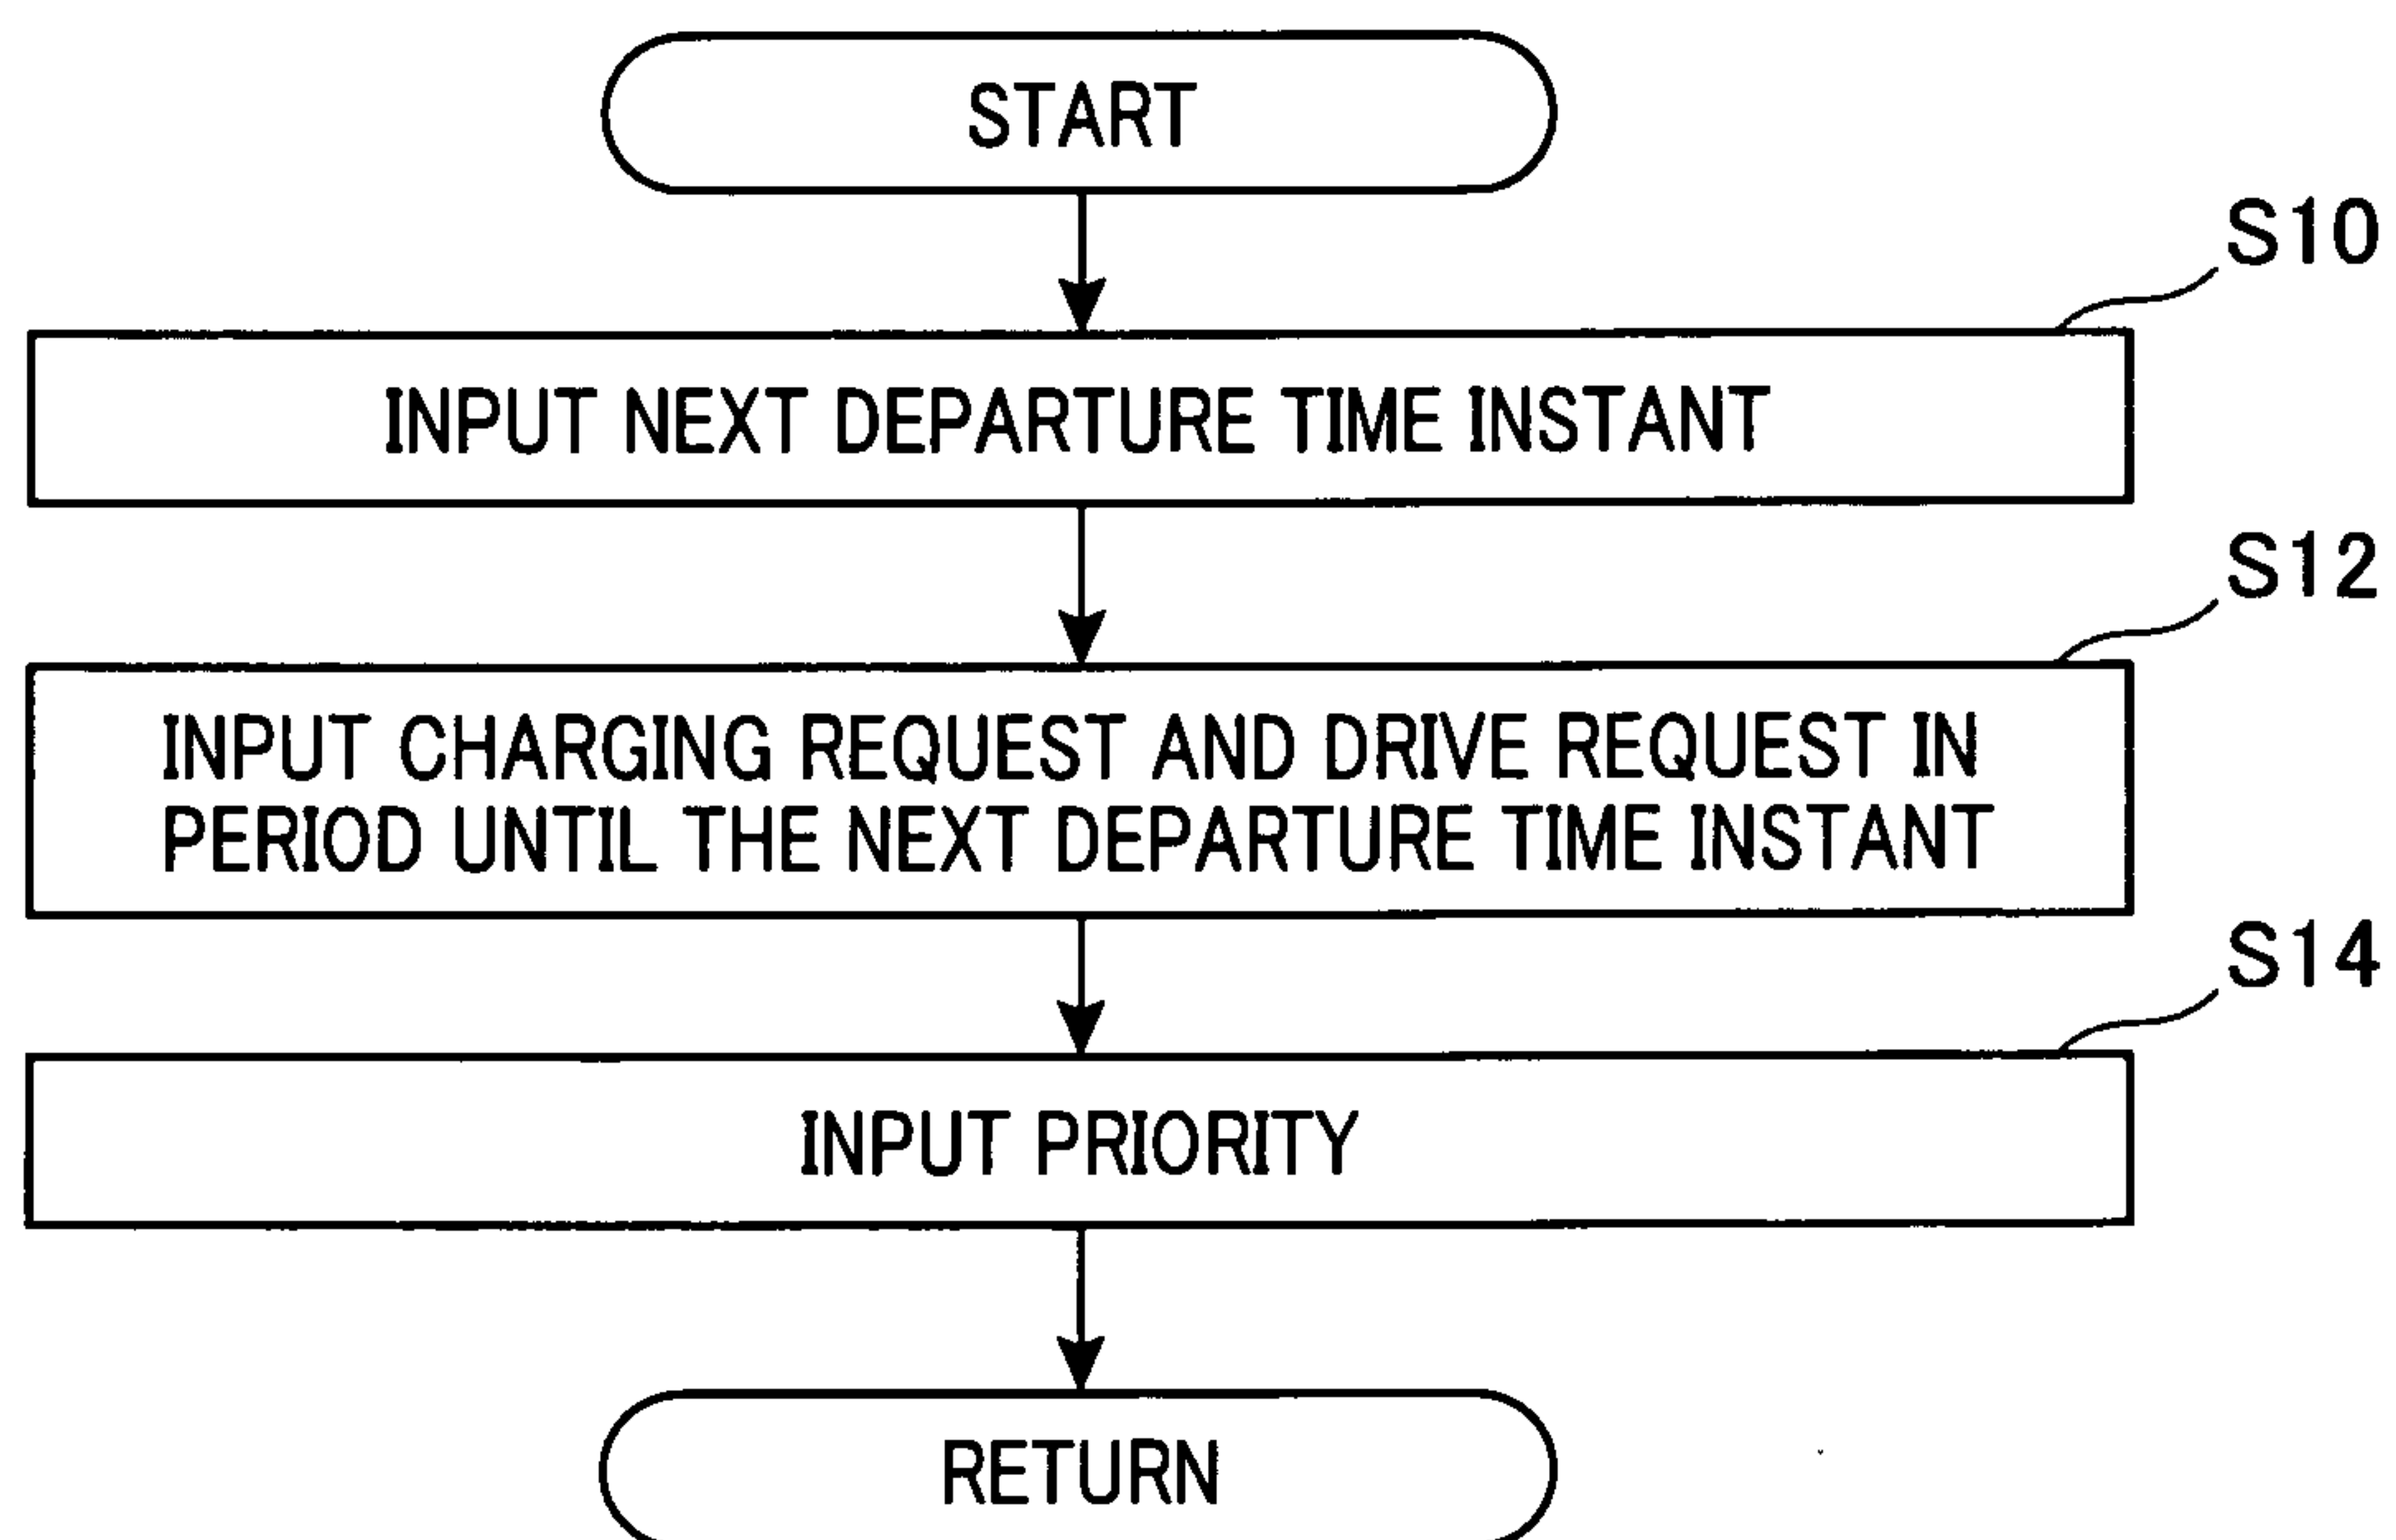 START
S10
INPUT NEXT DEPARTURE TIME INSTANT
S12
INPUT CHARGING REQUEST AND DRIVE REQUEST IN
PERIOD UNTIL THE NEXT DEPARTURE TIME INSTANT
S14
INPUT PRIORITY
RETURN